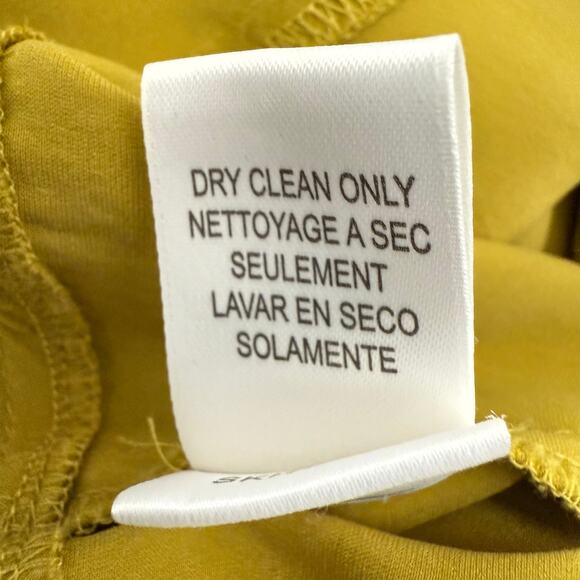 DRY CLEAN ONLY
NETTOYAGE A SEC
SEULEMENT
LAVAR EN SECO
SOLAMENTE